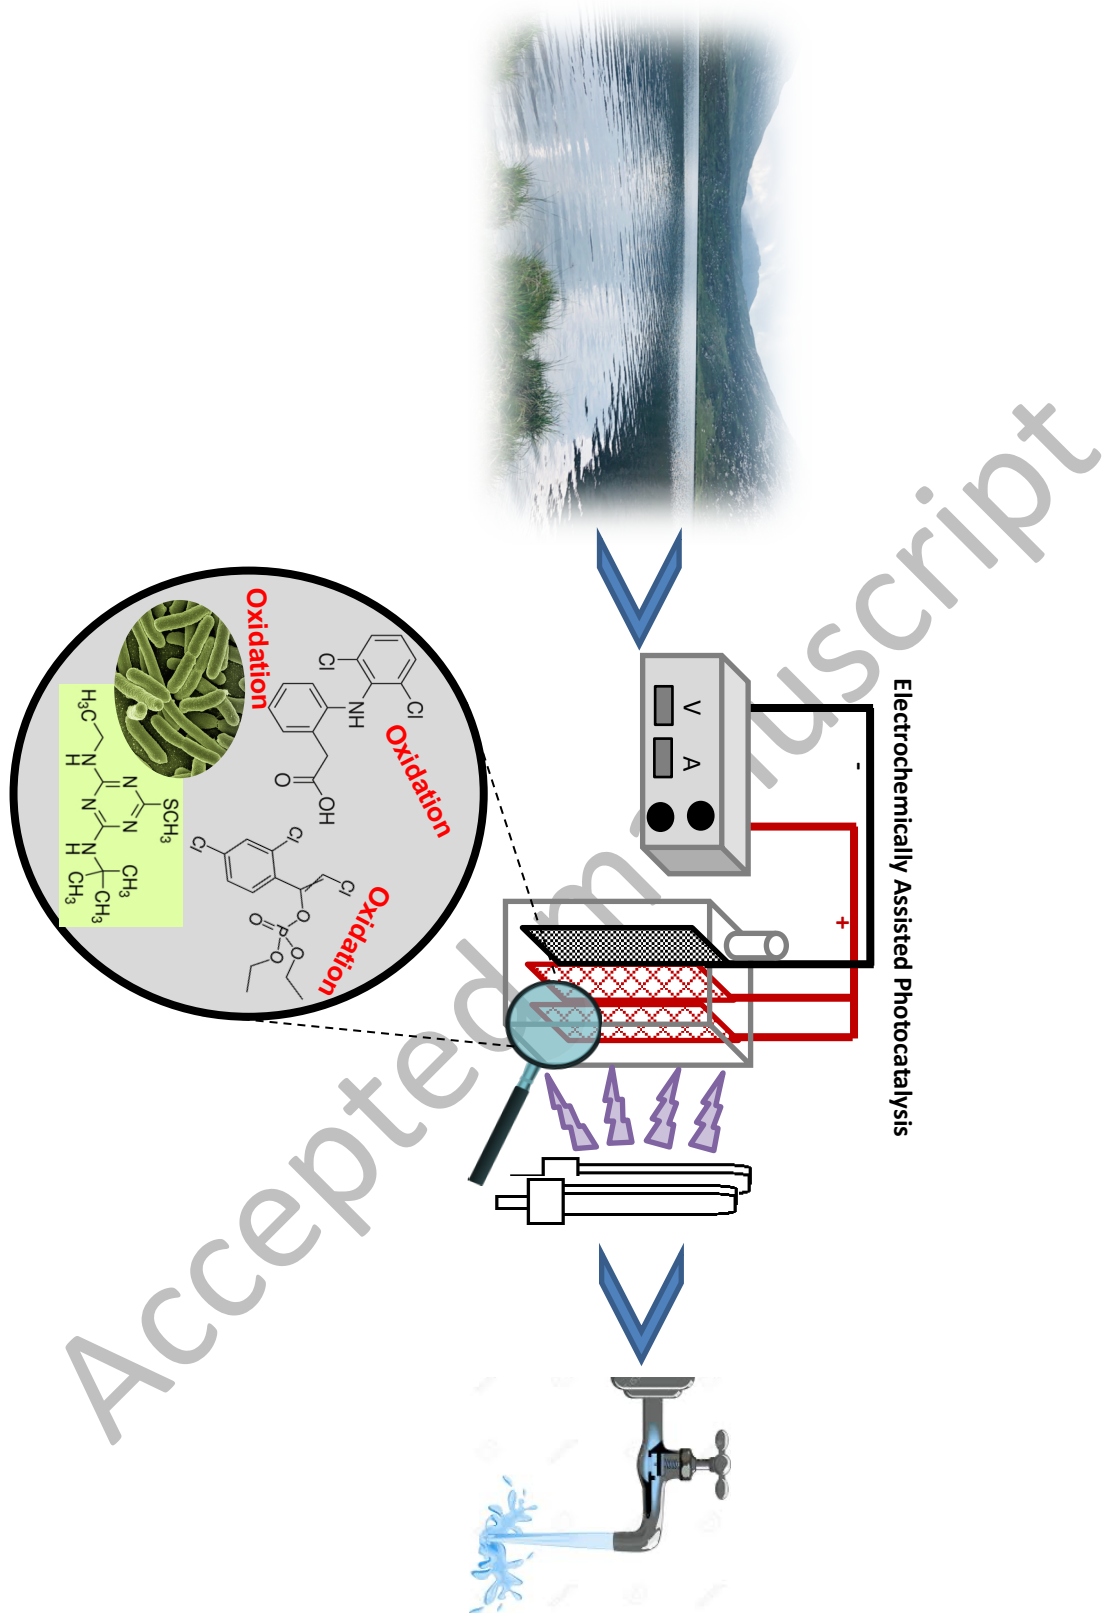 Electrochemically Assisted Photocatalysis
-
+
V
A
Oxidation
Oxidation
Oxidation
Cl
Cl
NH
O
OH
Cl
Cl
Cl
O
O
P
O
O
SCH3
N
N
N
H3C
N
H
N
H
CH3
CH3
CH3
Accepted manuscript